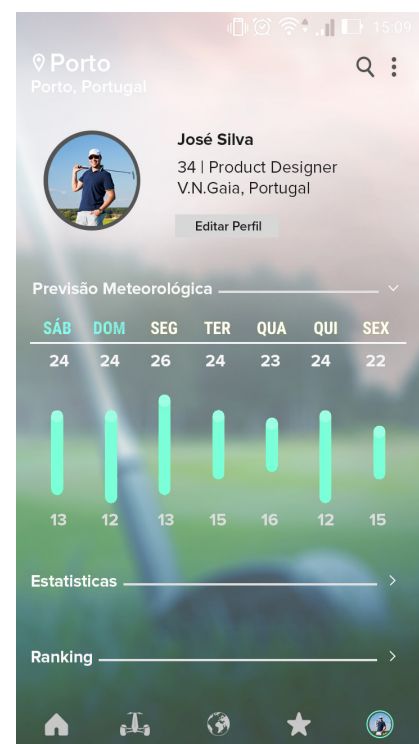 15:09
Porto
Porto, Portugal
José Silva
34 | Product Designer
V.N.Gaia, Portugal
Editar Perfil
Previsão Meteorológica
SÁB DOM SEG TER QUA QUI SEX
24 24 26 24 23 24 22
13 12 13 15 16 12 15
Estatisticas
Ranking